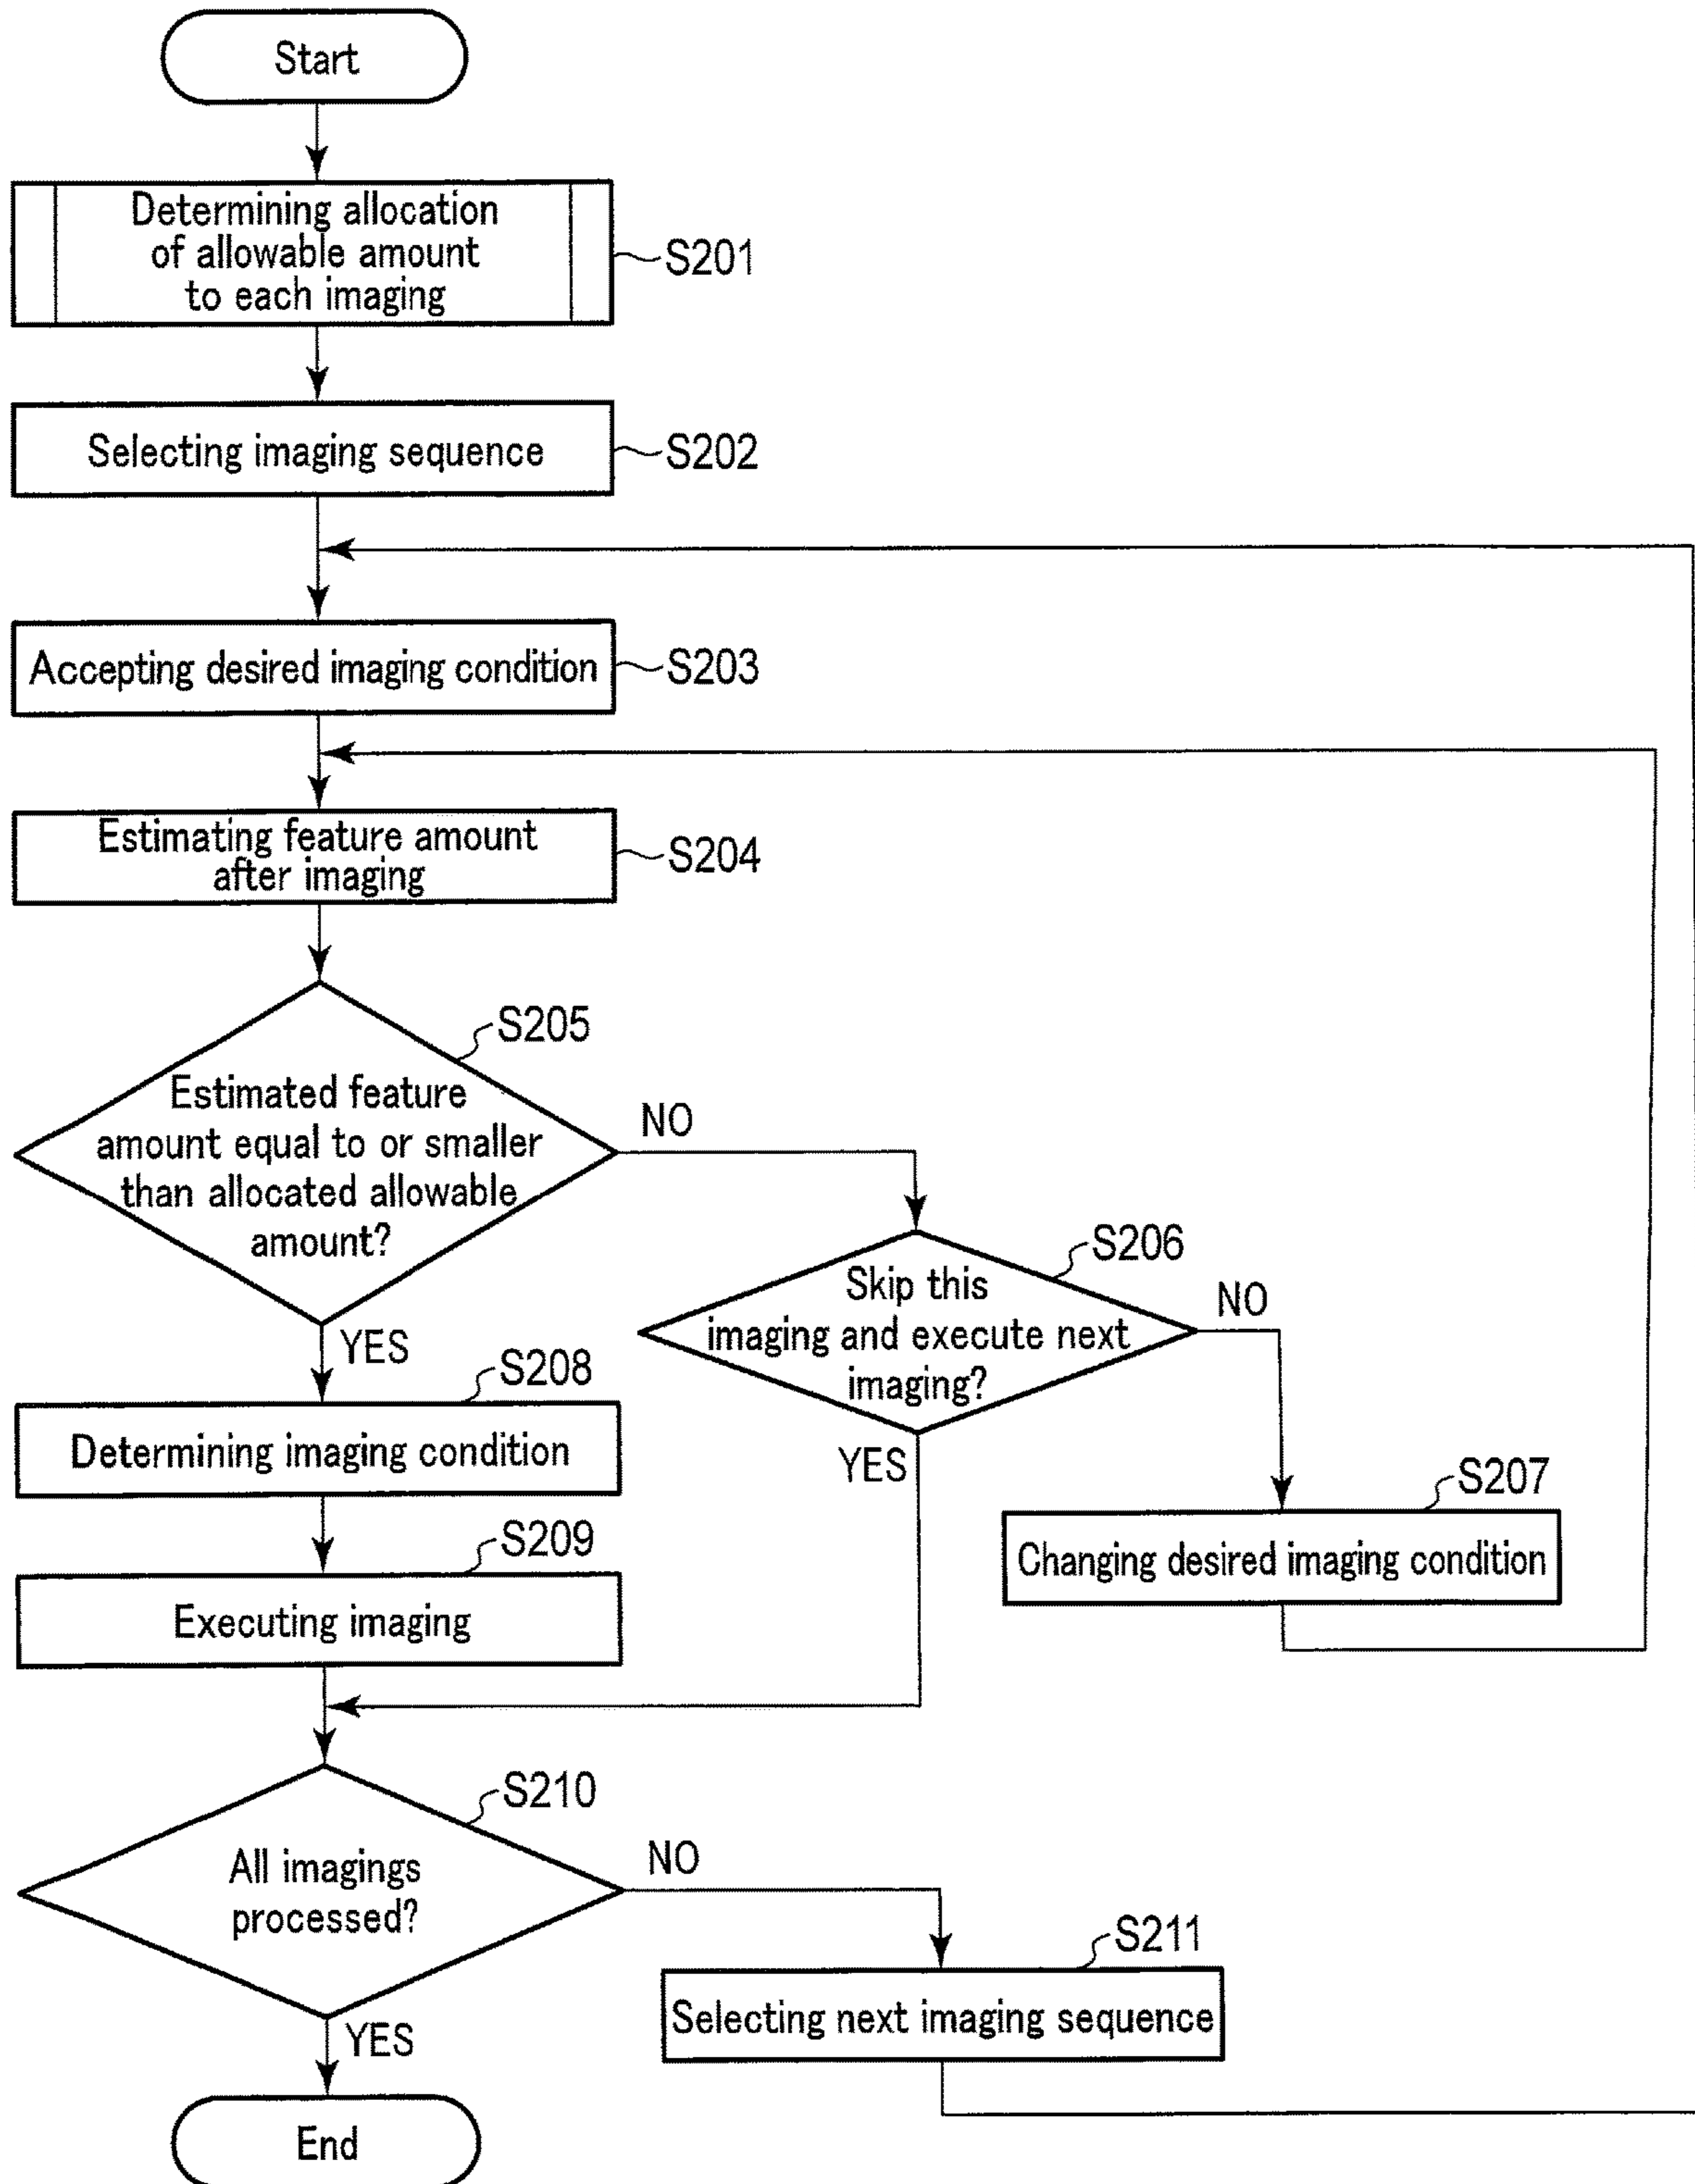 Start
Determining allocation
of allowable amount
to each imaging
S201
Selecting imaging sequence
S202
Accepting desired imaging condition
S203
Estimating feature amount
after imaging
S204
S205
Estimated feature
amount equal to or smaller
than allocated allowable
amount?
NO
YES
S206
Skip this
imaging and execute next
imaging?
NO
YES
S207
Changing desired imaging condition
S208
Determining imaging condition
S209
Executing imaging
S210
All imagings
processed?
NO
YES
S211
Selecting next imaging sequence
End